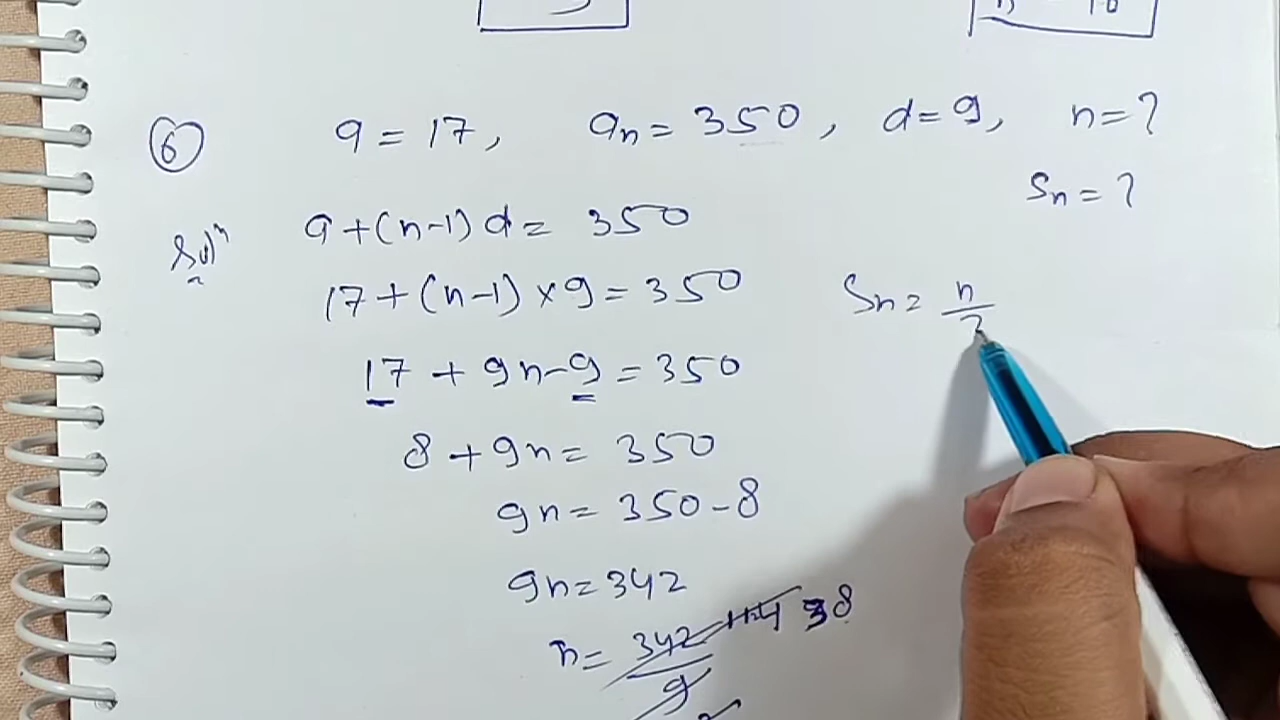 6 a = 17, an = 350, d = 9, n = ?
Sn = ?
Solⁿ a + (n-1) d = 350
17 + (n-1) × 9 = 350
17 + 9n - 9 = 350
8 + 9n = 350
9n = 350 - 8
9n = 342
n = 342/9 38
Sn = n/2